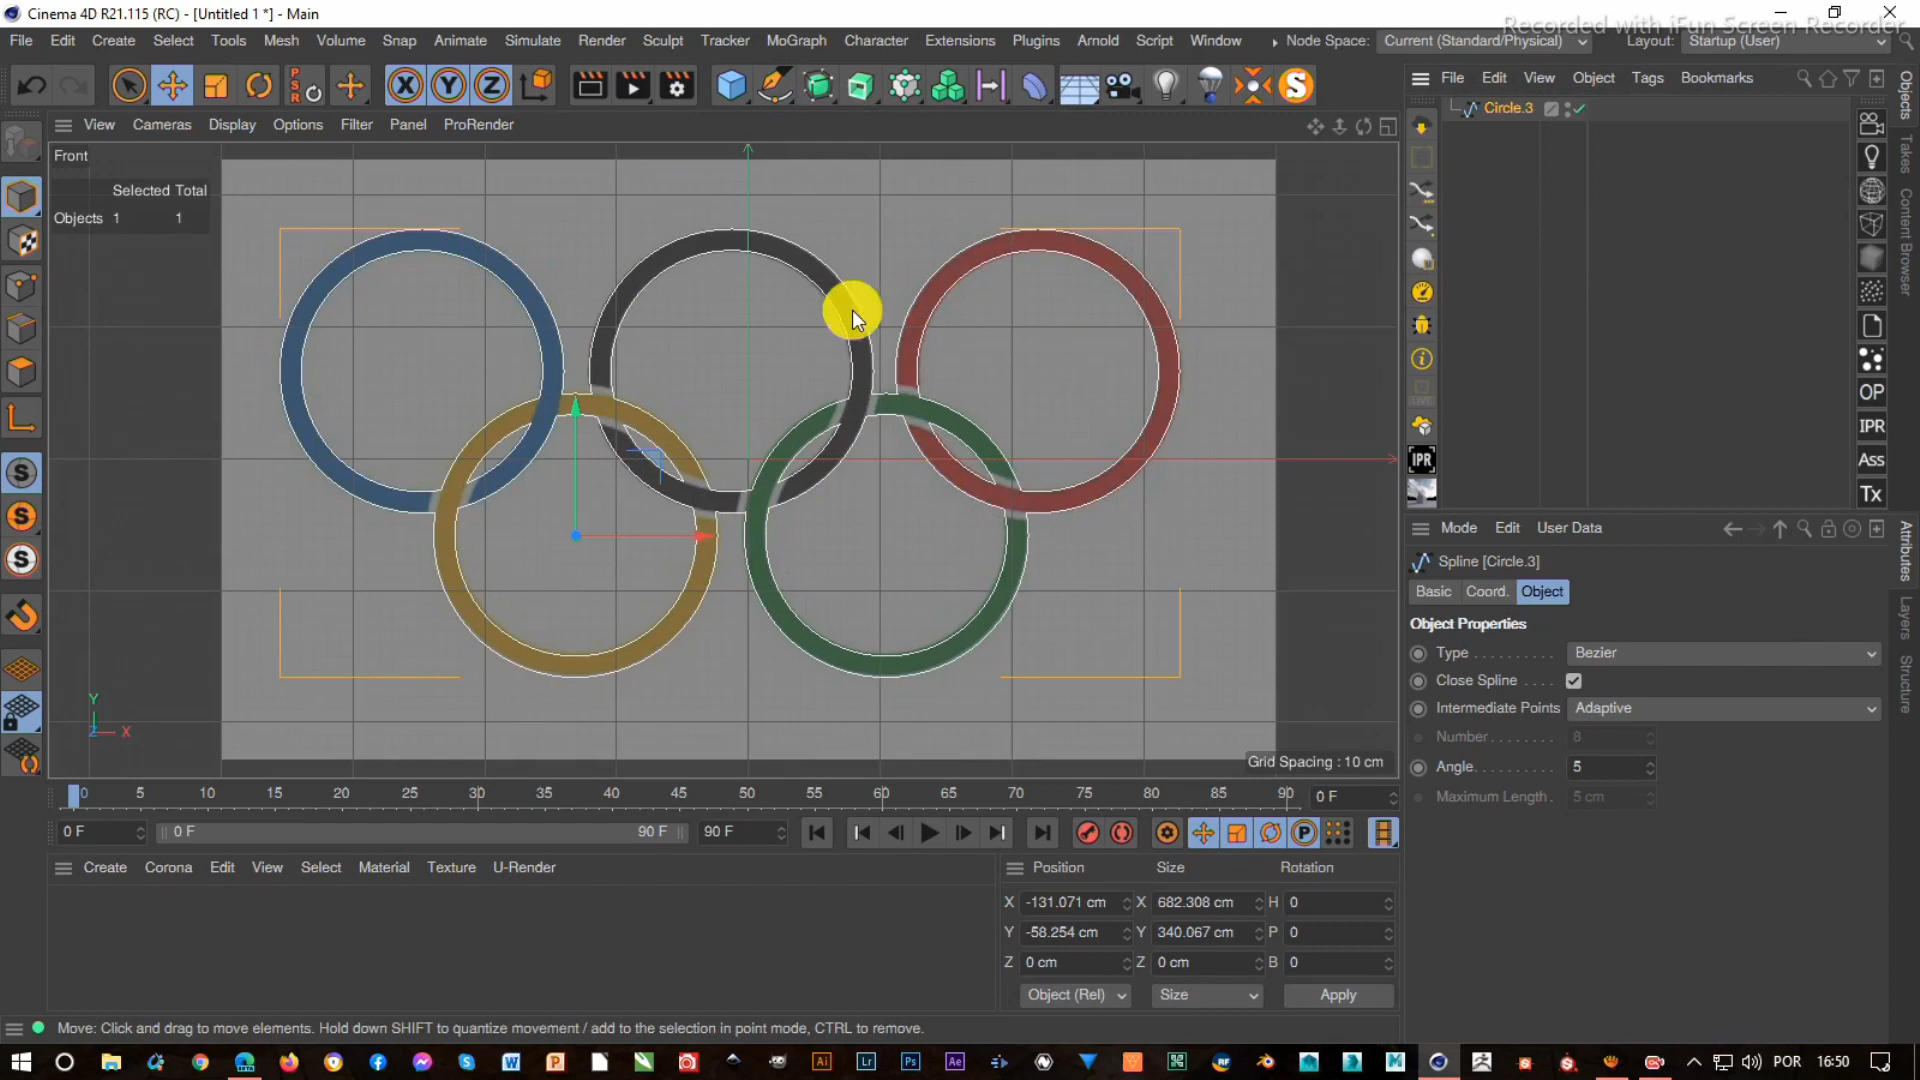 Cinema 4D R21.115 (RC) - [Untitled 1 *] - Main
Recorded with iFun Screen Recorder
File Edit Create Select Tools Mesh Volume Snap Animate Simulate Render Sculpt Tracker MoGraph Character Extensions Plugins Arnold Script Window Node Space: Current (Standard/Physical) Layout: Startup (User)
PSR X Y Z S
File Edit View Object Tags Bookmarks
Circle.3
Objects
Takes
Content Browser
View Cameras Display Options Filter Panel ProRender
Front
Selected Total
Objects 1 1
S
S
S
Y
Z X
Grid Spacing : 10 cm
LIVE
IPR
OP
IPR
Ass
Tx
Mode Edit User Data
Spline [Circle.3]
Basic Coord. Object
Object Properties
Type Bezier
Close Spline
Intermediate Points Adaptive
Number 8
Angle 5
Maximum Length 5 cm
Attributes
Layers
Structure
0 5 10 15 20 25 30 35 40 45 50 55 60 65 70 75 80 85 90 0 F
0 F 0 F 90 F 90 F P
Create Corona Edit View Select Material Texture U-Render
Position Size Rotation
X -131.071 cm X 682.308 cm H 0
Y -58.254 cm Y 340.067 cm P 0
Z 0 cm Z 0 cm B 0
Object (Rel) Size Apply
Move: Click and drag to move elements. Hold down SHIFT to quantize movement / add to the selection in point mode, CTRL to remove.
W P Ai Lr Ps Ae M POR 16:50